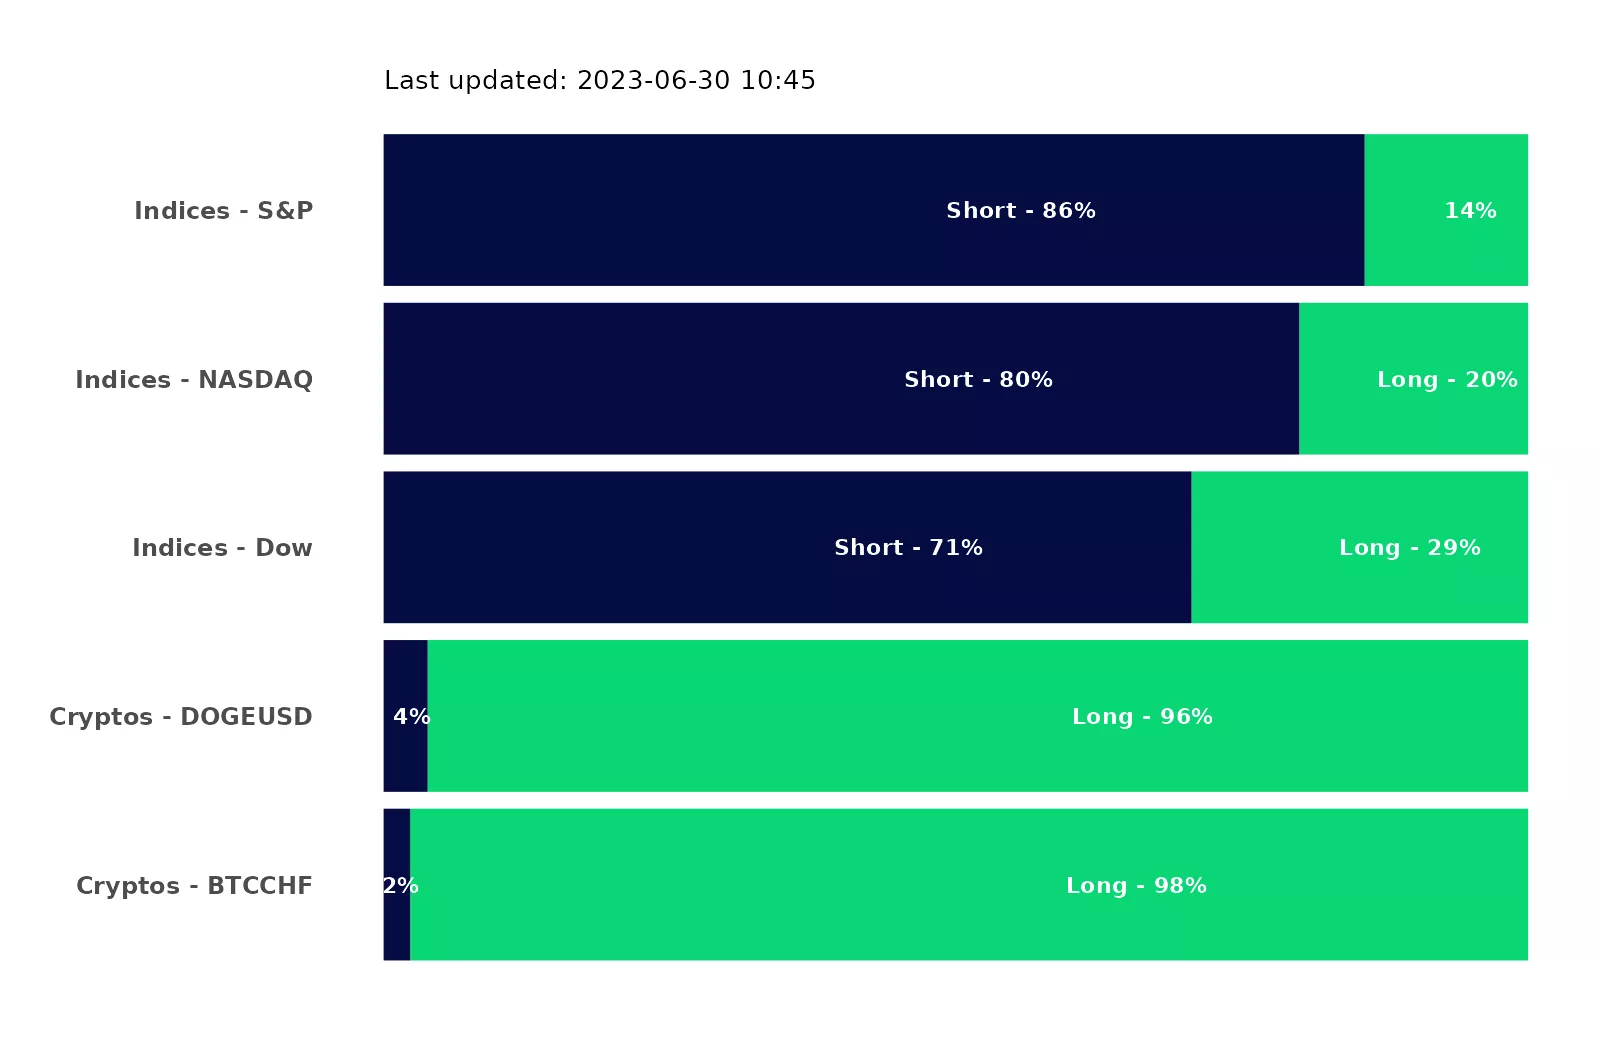 Last updated: 2023-06-30 10:45
Indices - S&P
Short - 86%
14%
Indices - NASDAQ
Short - 80%
Long - 20%
Indices - Dow
Short - 71%
Long - 29%
Cryptos - DOGEUSD
4%
Long - 96%
Cryptos - BTCCHF
2%
Long - 98%